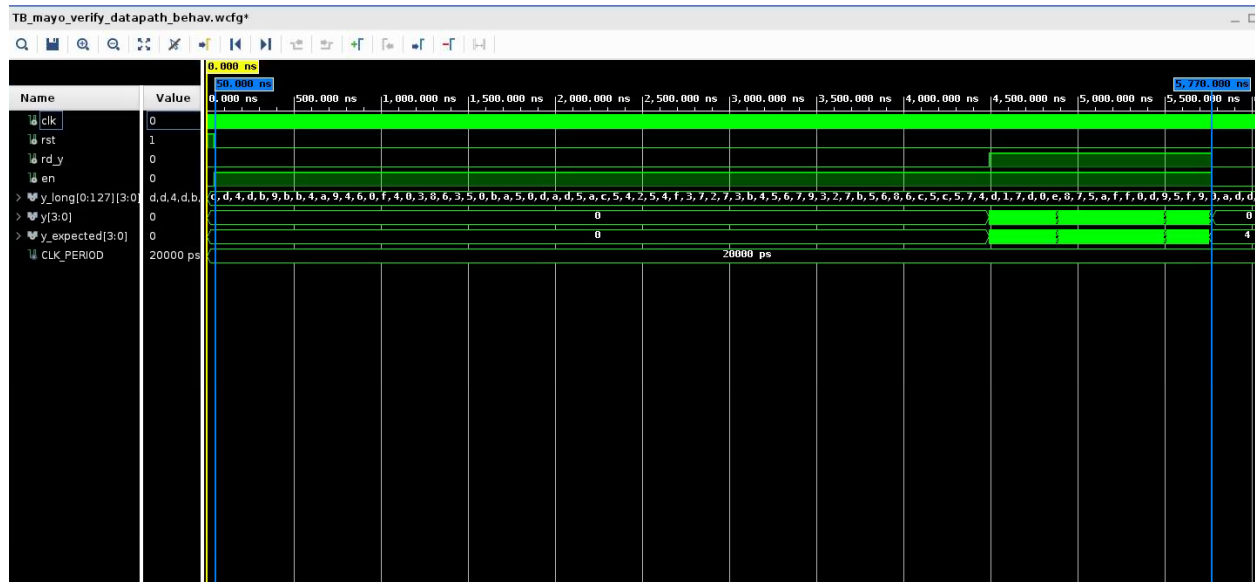 TB_mayo_verify_datapath_behav.wcfg*
0.000 ns
50.000 ns 5,770.000 ns
Name Value 0.000 ns 500.000 ns 1,000.000 ns 1,500.000 ns 2,000.000 ns 2,500.000 ns 3,000.000 ns 3,500.000 ns 4,000.000 ns 4,500.000 ns 5,000.000 ns 5,500.000 ns
clk 0
rst 1
rd_y 0
en 0
y_long[0:127][3:0] d,d,4,d,b, d,4,d,b,9,b,b,4,a,9,4,6,0,f,4,0,3,8,6,3,5,0,b,a,5,0,d,a,d,5,a,c,5,4,2,5,4,f,3,7,2,7,3,b,4,5,6,7,9,3,2,7,b,5,6,8,6,c,5,c,5,7,4,d,1,7,d,0,e,8,7,5,a,f,f,0,d,9,5,f,9, a,d,d
y[3:0] 0 0 0
y_expected[3:0] 0 0 4
CLK_PERIOD 20000 ps 20000 ps